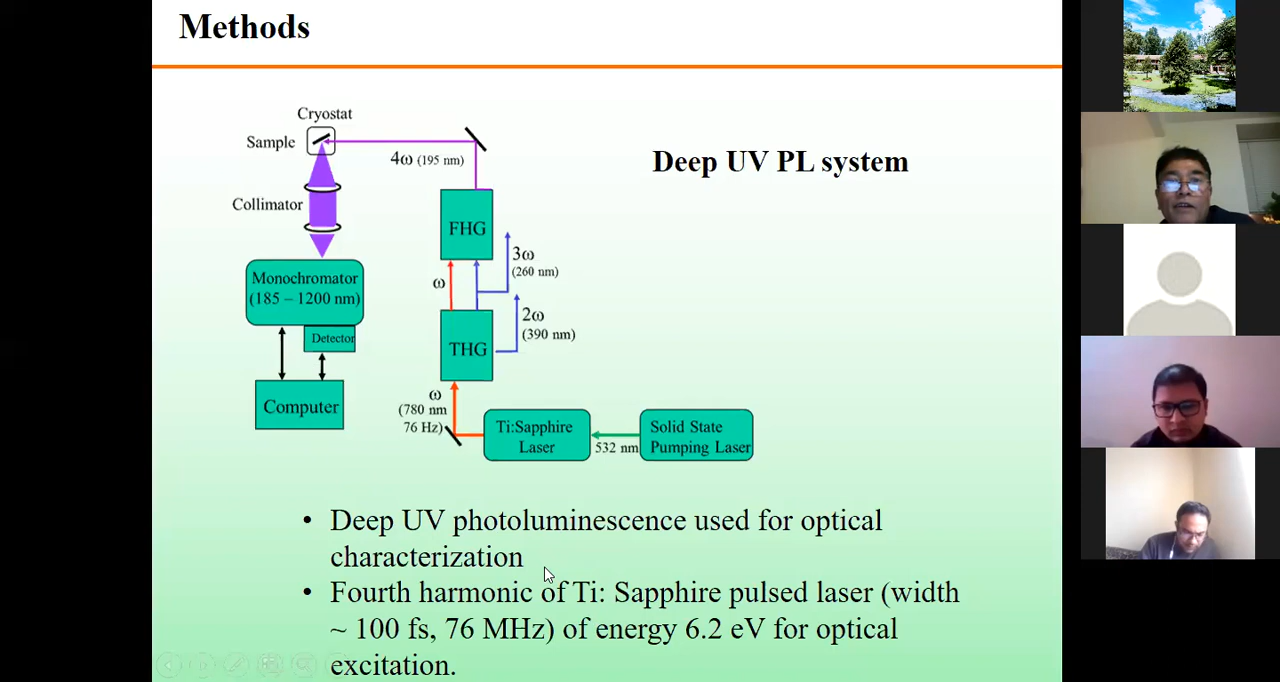 Methods
Cryostat
Sample
4ω (195 nm)
Deep UV PL system
Collimator
FHG
3ω
(260 nm)
Monochromator
(185 – 1200 nm)
ω
2ω
(390 nm)
Detector
THG
Computer
ω
(780 nm
76 Hz)
Ti:Sapphire
Laser
532 nm
Solid State
Pumping Laser
• Deep UV photoluminescence used for optical
characterization
• Fourth harmonic of Ti: Sapphire pulsed laser (width
~ 100 fs, 76 MHz) of energy 6.2 eV for optical
excitation.